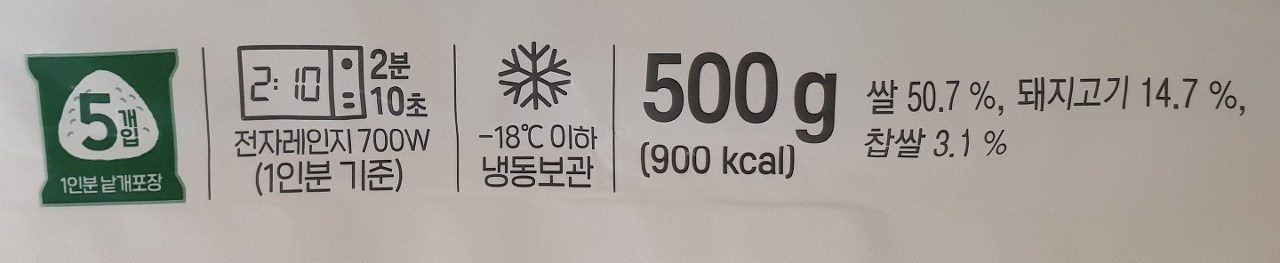 5개입
1인분 낱개포장
2:10
2분
10초
전자레인지 700W
(1인분 기준)
-18℃ 이하
냉동보관
500 g
(900 kcal)
쌀 50.7 %, 돼지고기 14.7 %,
찹쌀 3.1 %